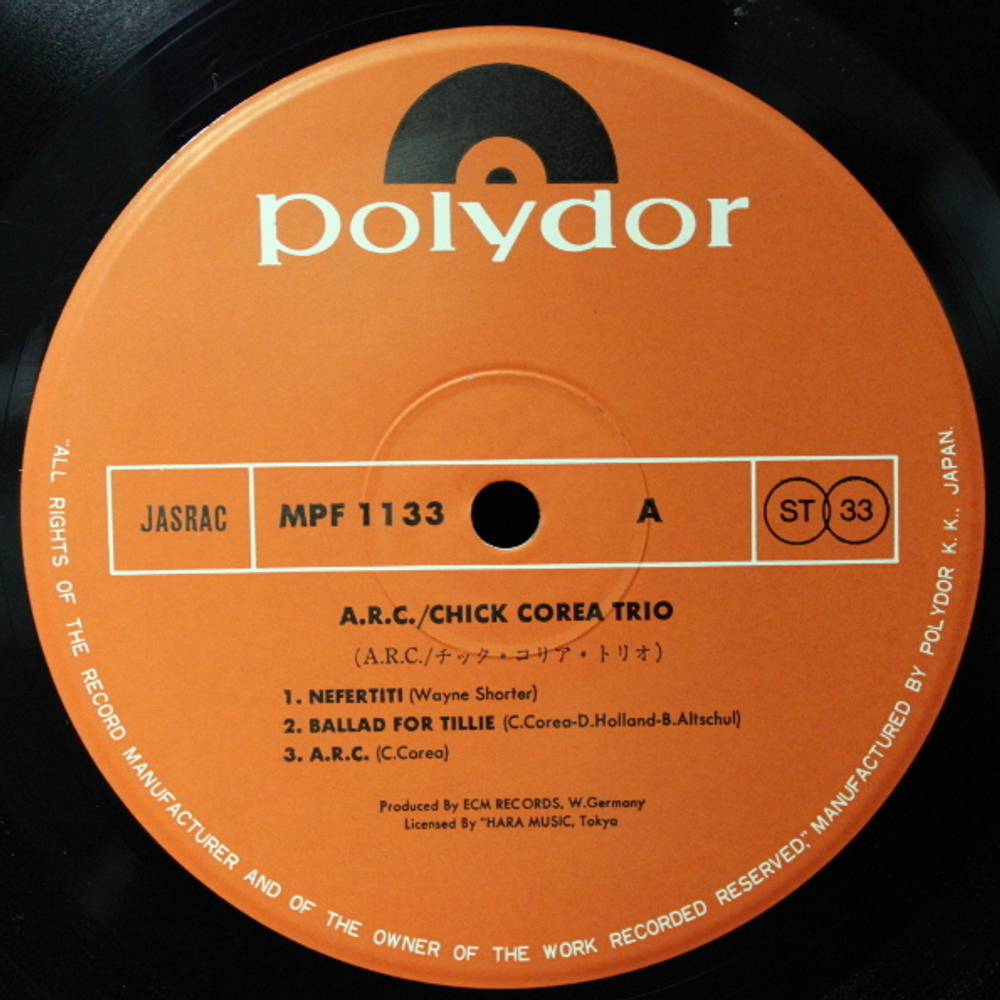 polydor
JASRAC
MPF 1133
A
ST 33
A.R.C./CHICK COREA TRIO
(A.R.C./チック・コリア・トリオ)
1. NEFERTITI (Wayne Shorter)
2. BALLAD FOR TILLIE (C.Corea-D.Holland-B.Altschul)
3. A.R.C. (C.Corea)
Produced By ECM RECORDS, W.Germany
Licensed By "HARA MUSIC, Tokyo
"ALL RIGHTS OF THE RECORD MANUFACTURER AND OF THE OWNER OF THE WORK RECORDED RESERVED," MANUFACTURED BY POLYDOR K.K., JAPAN.